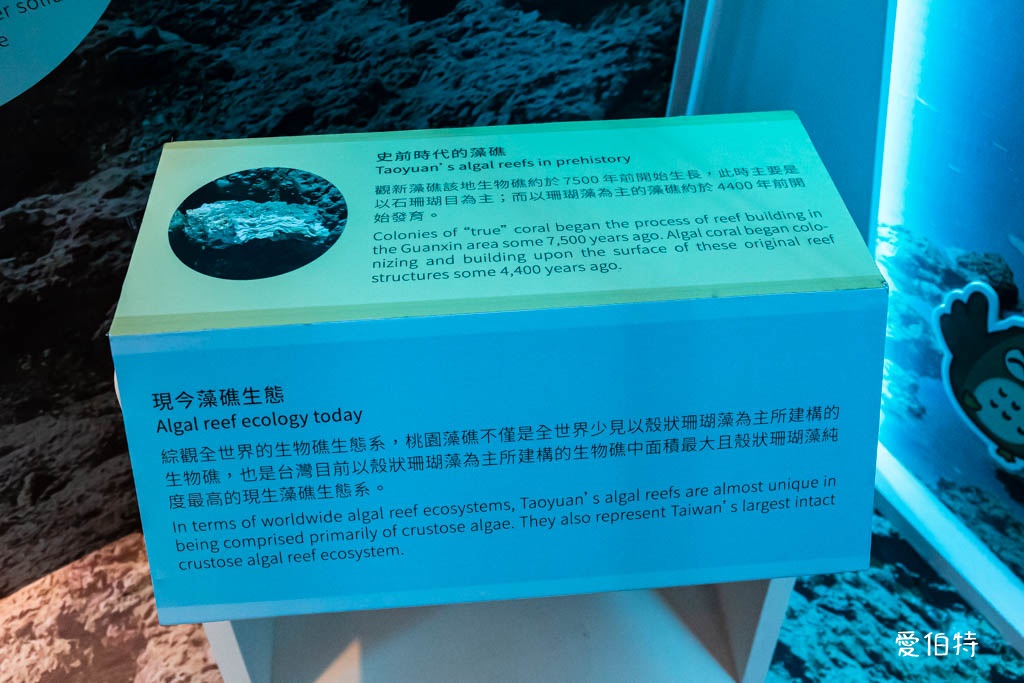 er solid
e
史前時代的藻礁
Taoyuan's algal reefs in prehistory
觀新藻礁該地生物礁約於7500年前開始生長，此時主要是
以石珊瑚目為主；而以珊瑚藻為主的藻礁約於4400年前開
始發育。
Colonies of “true” coral began the process of reef building in
the Guanxin area some 7,500 years ago. Algal coral began colo-
nizing and building upon the surface of these original reef
structures some 4,400 years ago.
現今藻礁生態
Algal reef ecology today
綜觀全世界的生物礁生態系，桃園藻礁不僅是全世界少見以殼狀珊瑚藻為主所建構的
生物礁，也是台灣目前以殼狀珊瑚藻為主所建構的生物礁中面積最大且殼狀珊瑚藻純
度最高的現生藻礁生態系。
In terms of worldwide algal reef ecosystems, Taoyuan's algal reefs are almost unique in
being comprised primarily of crustose algae. They also represent Taiwan's largest intact
crustose algal reef ecosystem.
愛伯特